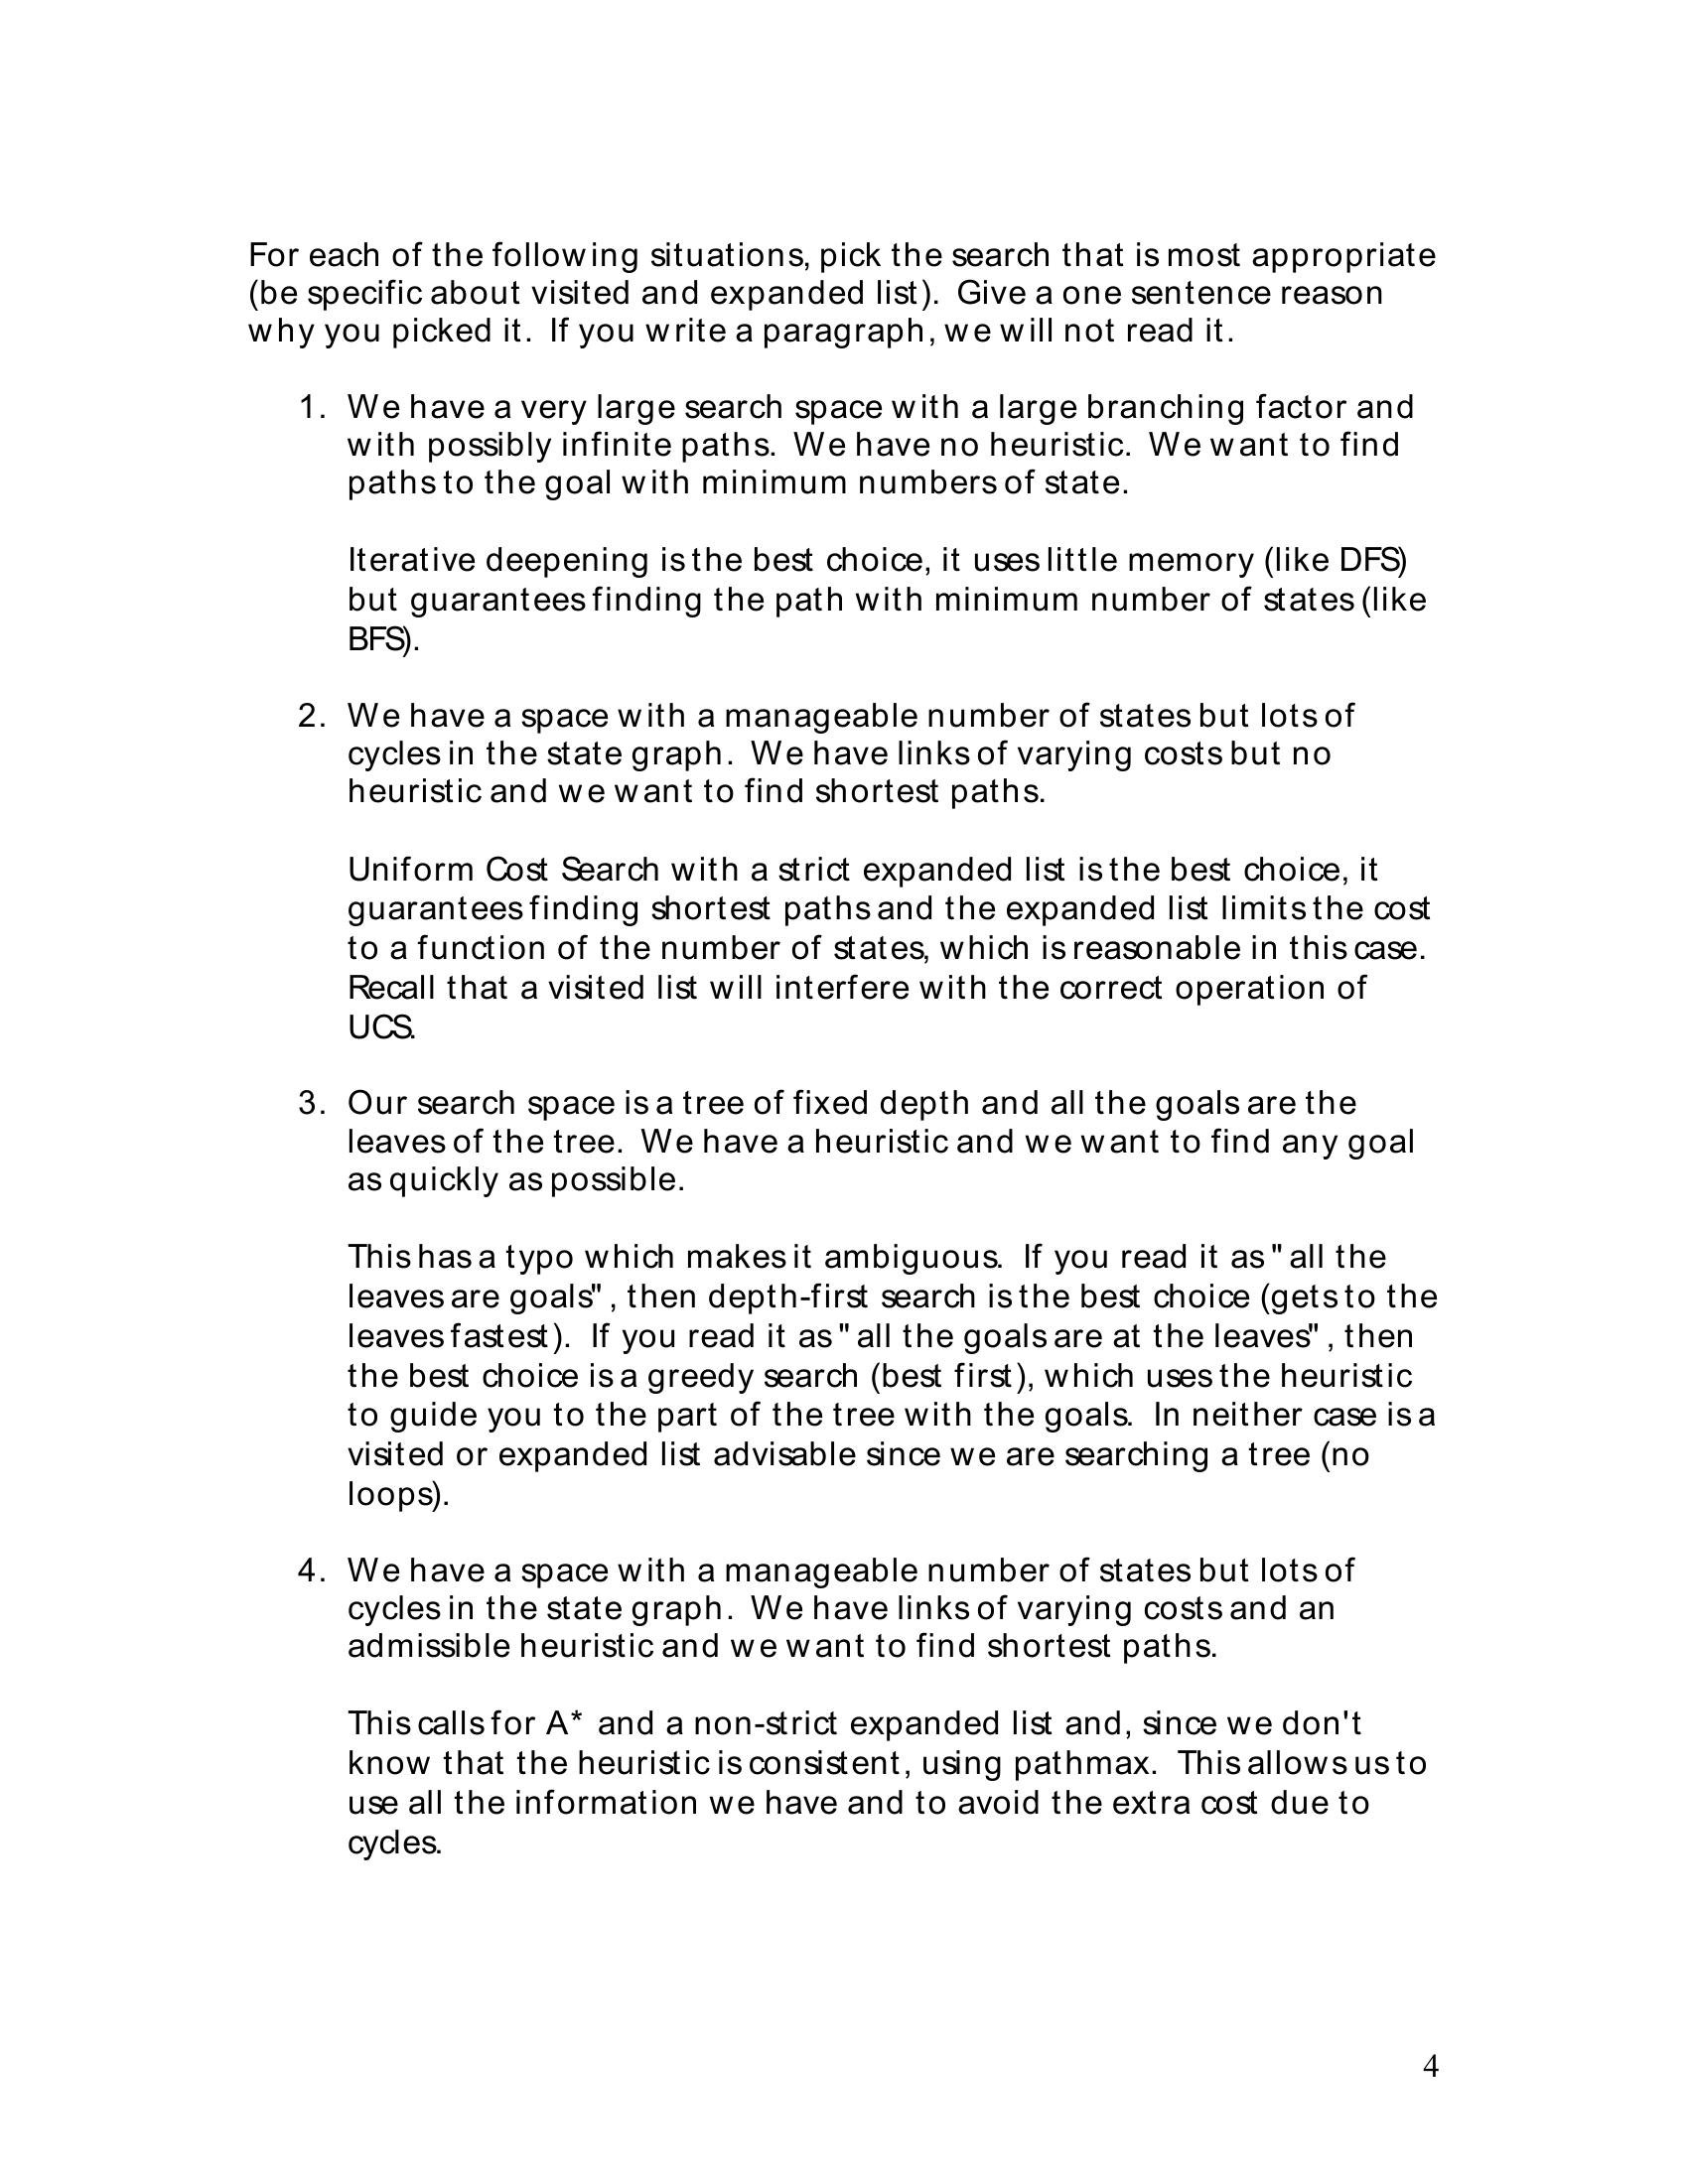 For each of the following situations, pick the search that is most appropriate
(be specific about visited and expanded list).  Give a one sentence reason
why you picked it.  If you write a paragraph, we will not read it.
1. We have a very large search space with a large branching factor and
with possibly infinite paths.  We have no heuristic.  We want to find
paths to the goal with minimum numbers of state.
Iterative deepening is the best choice, it uses little memory (like DFS)
but guarantees finding the path with minimum number of states (like
BFS).
2. We have a space with a manageable number of states but lots of
cycles in the state graph.  We have links of varying costs but no
heuristic and we want to find shortest paths.
Uniform Cost Search with a strict expanded list is the best choice, it
guarantees finding shortest paths and the expanded list limits the cost
to a function of the number of states, which is reasonable in this case.
Recall that a visited list will interfere with the correct operation of
UCS.
3. Our search space is a tree of fixed depth and all the goals are the
leaves of the tree.  We have a heuristic and we want to find any goal
as quickly as possible.
This has a typo which makes it ambiguous.  If you read it as "all the
leaves are goals", then depth-first search is the best choice (gets to the
leaves fastest).  If you read it as "all the goals are at the leaves", then
the best choice is a greedy search (best first), which uses the heuristic
to guide you to the part of the tree with the goals.  In neither case is a
visited or expanded list advisable since we are searching a tree (no
loops).
4. We have a space with a manageable number of states but lots of
cycles in the state graph.  We have links of varying costs and an
admissible heuristic and we want to find shortest paths.
This calls for A* and a non-strict expanded list and, since we don't
know that the heuristic is consistent, using pathmax.  This allows us to
use all the information we have and to avoid the extra cost due to
cycles.
4